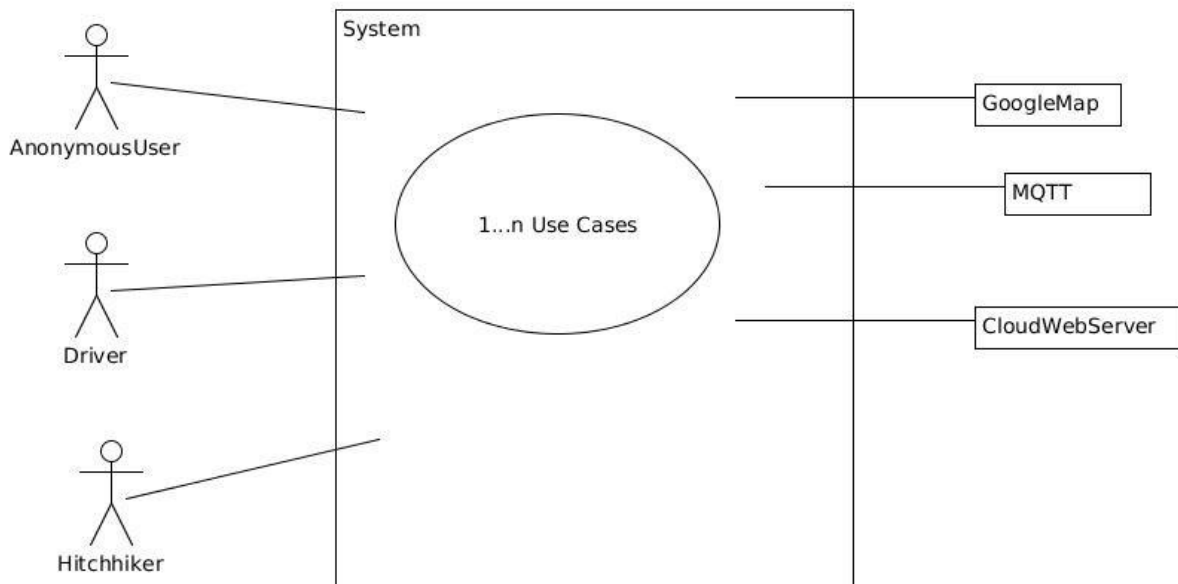 System
AnonymousUser
GoogleMap
MQTT
1...n Use Cases
Driver
CloudWebServer
Hitchhiker